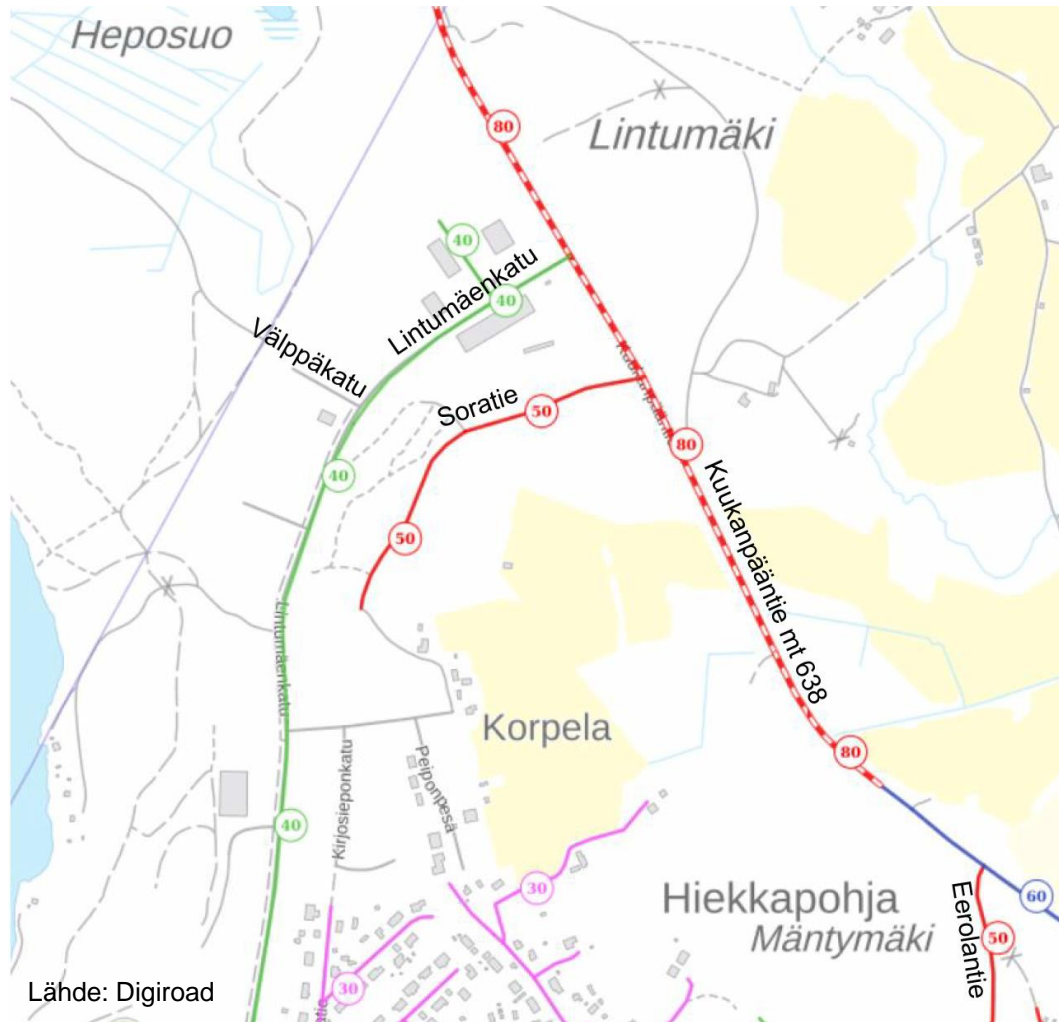 Heposuo
80
Lintumäki
40
Lintumäenkatu
40
Välppäkatu
Soratie
50
80
40
Kuukanpääntie mt 638
50
Lintumäenkatu
Korpela
80
Peiponpesä
Kirjosieponkatu
40
30
Hiekkapohja
60
Eerolantie
Mäntymäki
50
30
Lähde: Digiroad